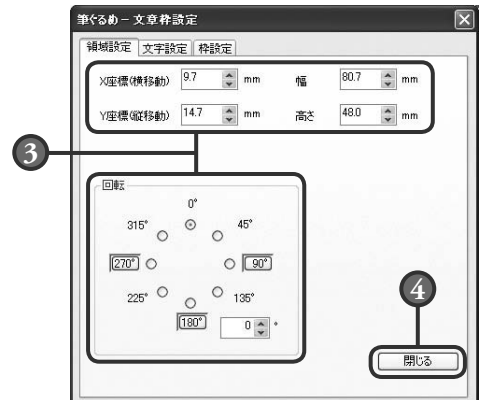 筆ぐるめ－文章枠設定
領域設定 文字設定 枠設定
X座標(横移動) 9.7 mm 幅 80.7 mm
Y座標(縦移動) 14.7 mm 高さ 48.0 mm
3
回転
0°
315° 45°
270° 90°
225° 135°
180° 0 °
4
閉じる